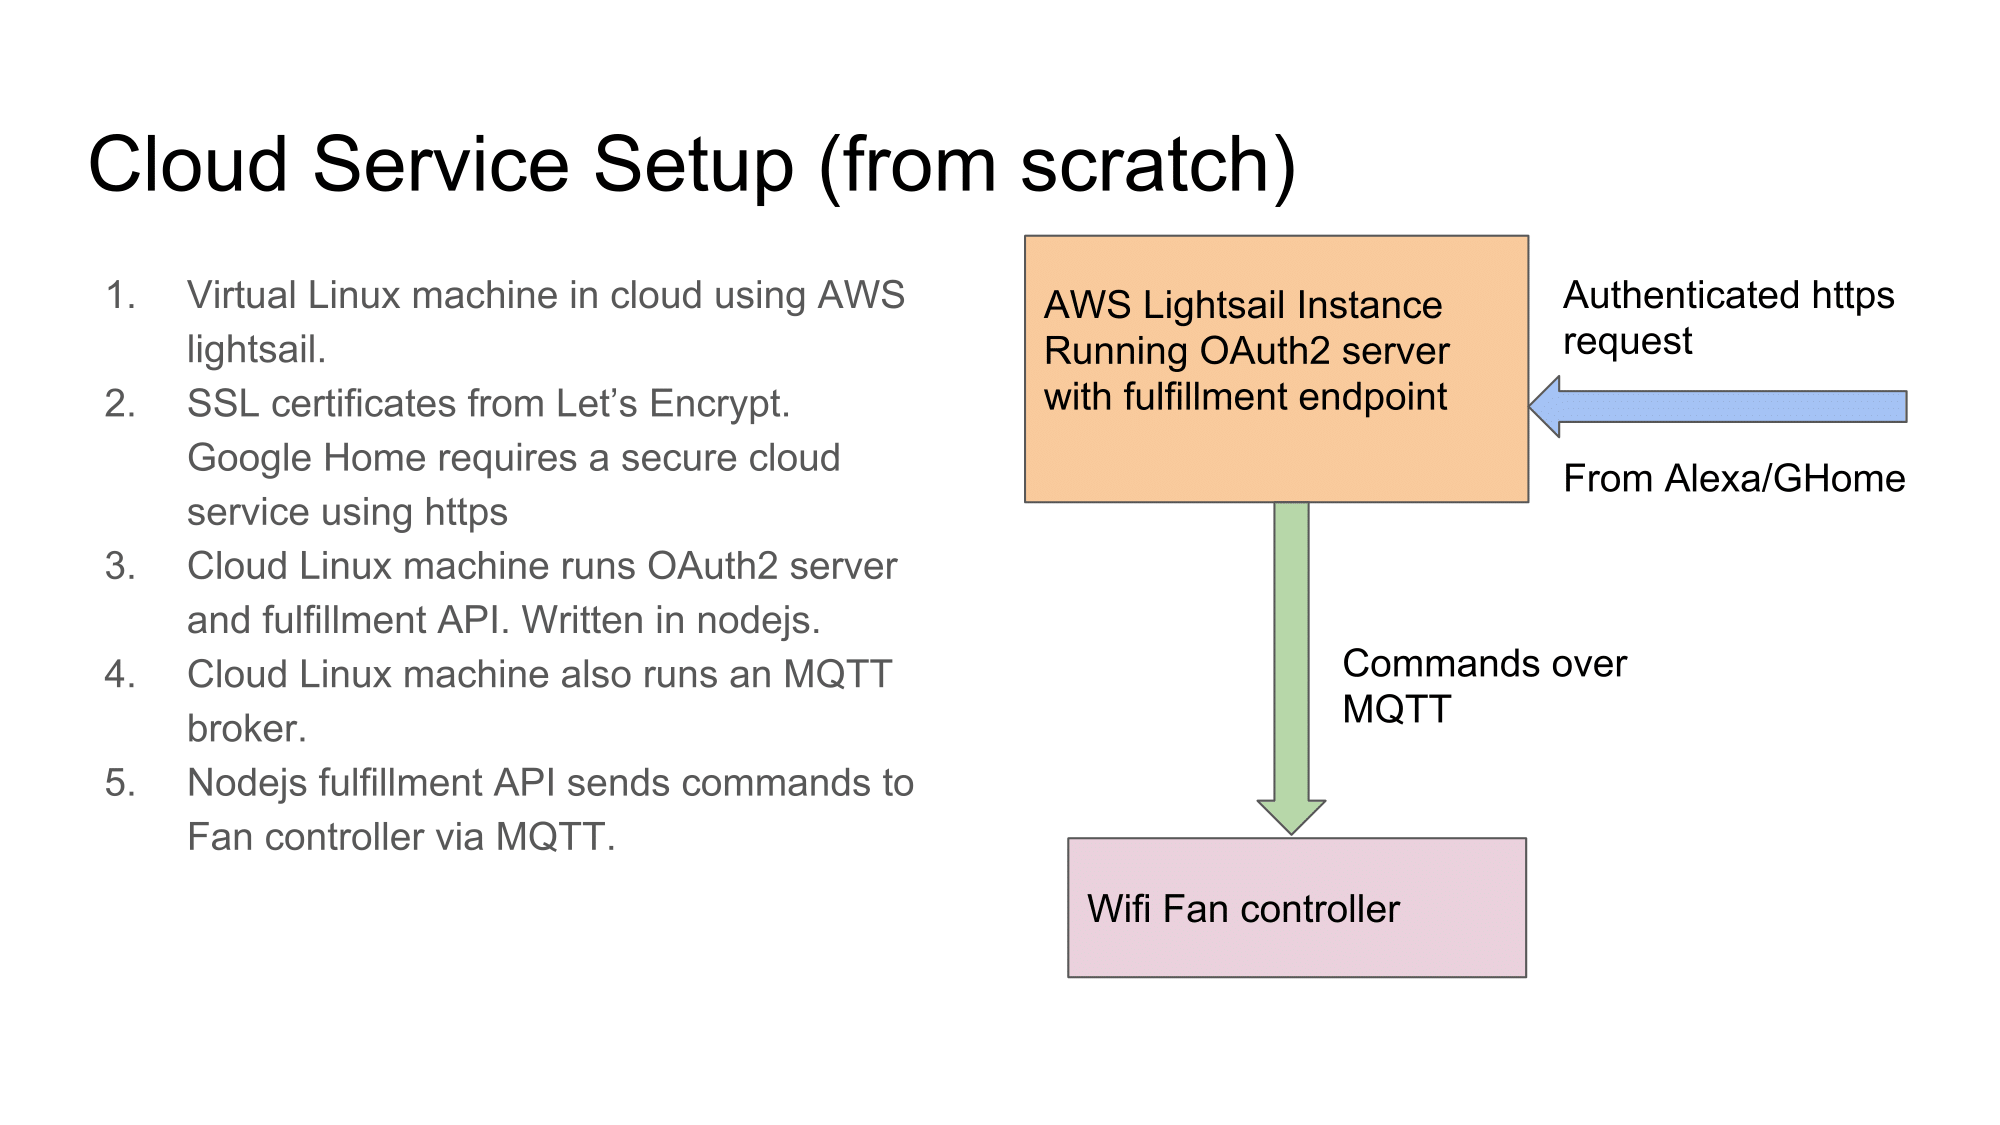 Cloud Service Setup (from scratch)
1. Virtual Linux machine in cloud using AWS
lightsail.
2. SSL certificates from Let’s Encrypt.
Google Home requires a secure cloud
service using https
3. Cloud Linux machine runs OAuth2 server
and fulfillment API. Written in nodejs.
4. Cloud Linux machine also runs an MQTT
broker.
5. Nodejs fulfillment API sends commands to
Fan controller via MQTT.
AWS Lightsail Instance
Running OAuth2 server
with fulfillment endpoint
Authenticated https
request
From Alexa/GHome
Commands over
MQTT
Wifi Fan controller